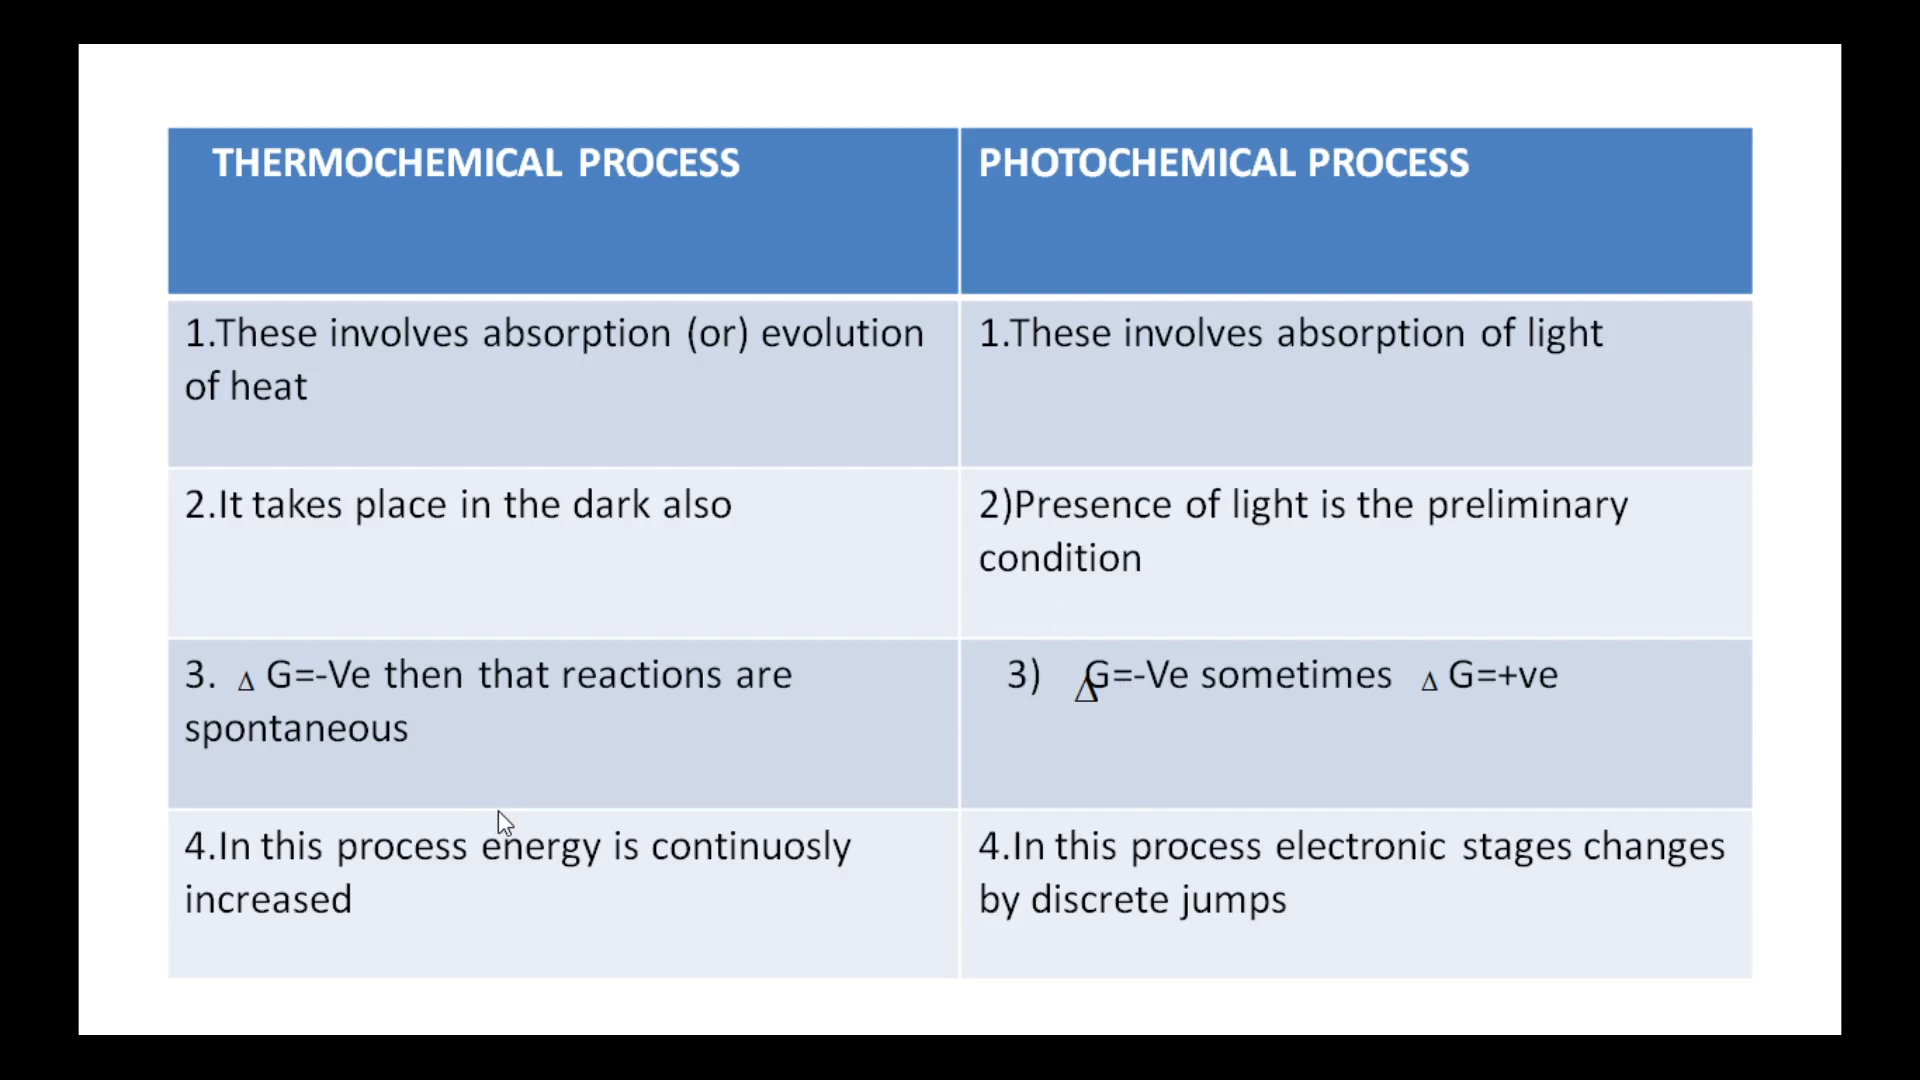 THERMOCHEMICAL PROCESS
PHOTOCHEMICAL PROCESS
1.These involves absorption (or) evolution
of heat
1.These involves absorption of light
2.It takes place in the dark also
2)Presence of light is the preliminary
condition
3. Δ G=-Ve then that reactions are
spontaneous
3) ΔG=-Ve sometimes Δ G=+ve
4.In this process energy is continuosly
increased
4.In this process electronic stages changes
by discrete jumps